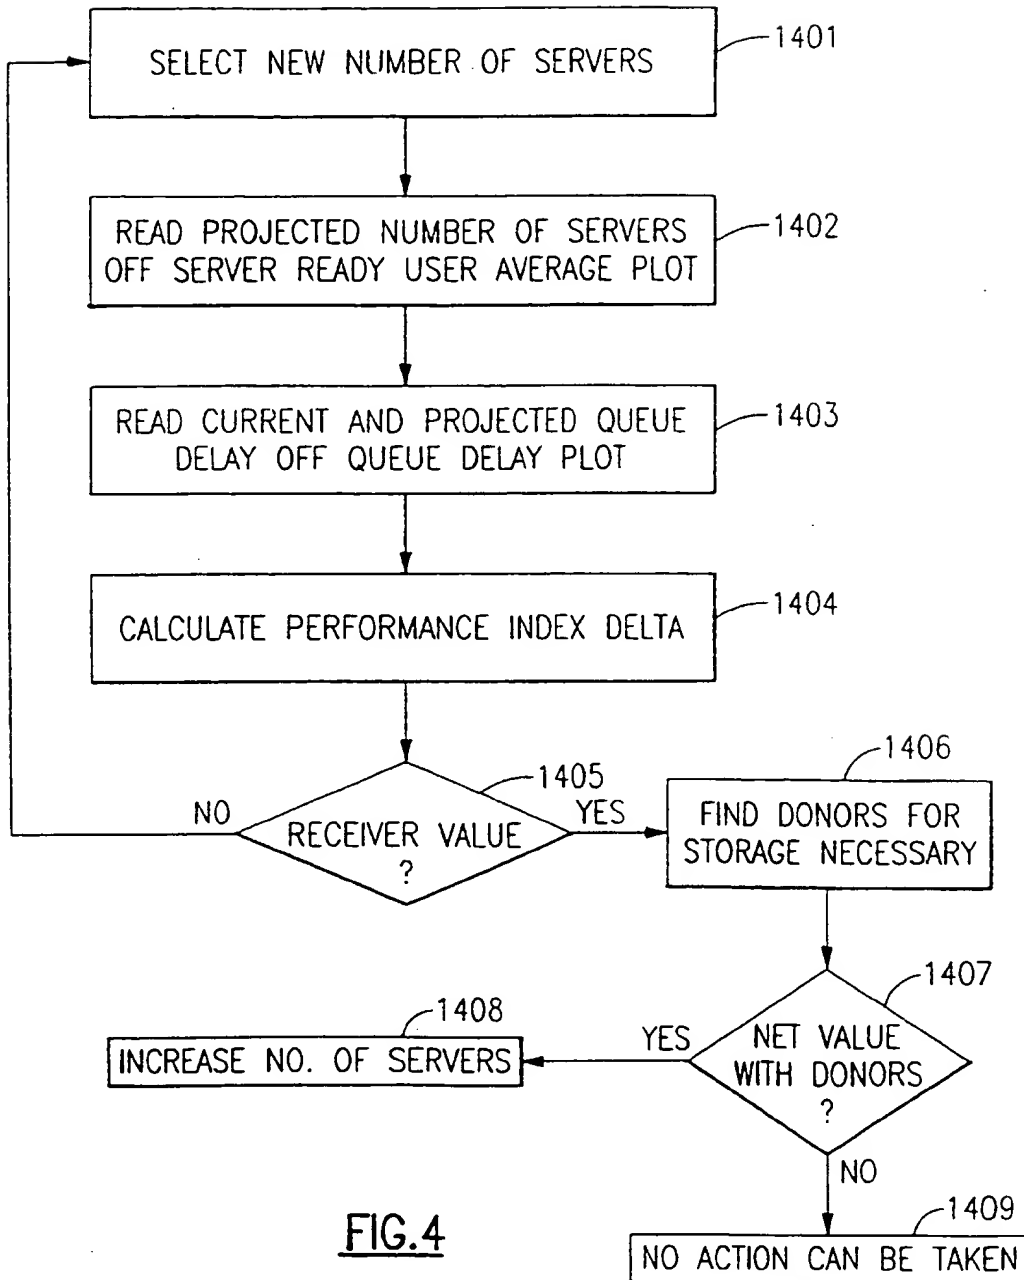 SELECT NEW NUMBER OF SERVERS
1401
READ PROJECTED NUMBER OF SERVERS
OFF SERVER READY USER AVERAGE PLOT
1402
READ CURRENT AND PROJECTED QUEUE
DELAY OFF QUEUE DELAY PLOT
1403
CALCULATE PERFORMANCE INDEX DELTA
1404
RECEIVER VALUE
?
1405
NO
YES
FIND DONORS FOR
STORAGE NECESSARY
1406
NET VALUE
WITH DONORS
?
1407
YES
INCREASE NO. OF SERVERS
1408
NO
NO ACTION CAN BE TAKEN
1409
FIG.4